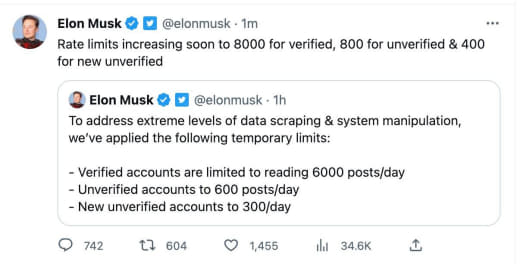 Elon Musk @elonmusk · 1m
Rate limits increasing soon to 8000 for verified, 800 for unverified & 400
for new unverified
Elon Musk @elonmusk · 1h
To address extreme levels of data scraping & system manipulation,
we've applied the following temporary limits:
- Verified accounts are limited to reading 6000 posts/day
- Unverified accounts to 600 posts/day
- New unverified accounts to 300/day
742 604 1,455 34.6K